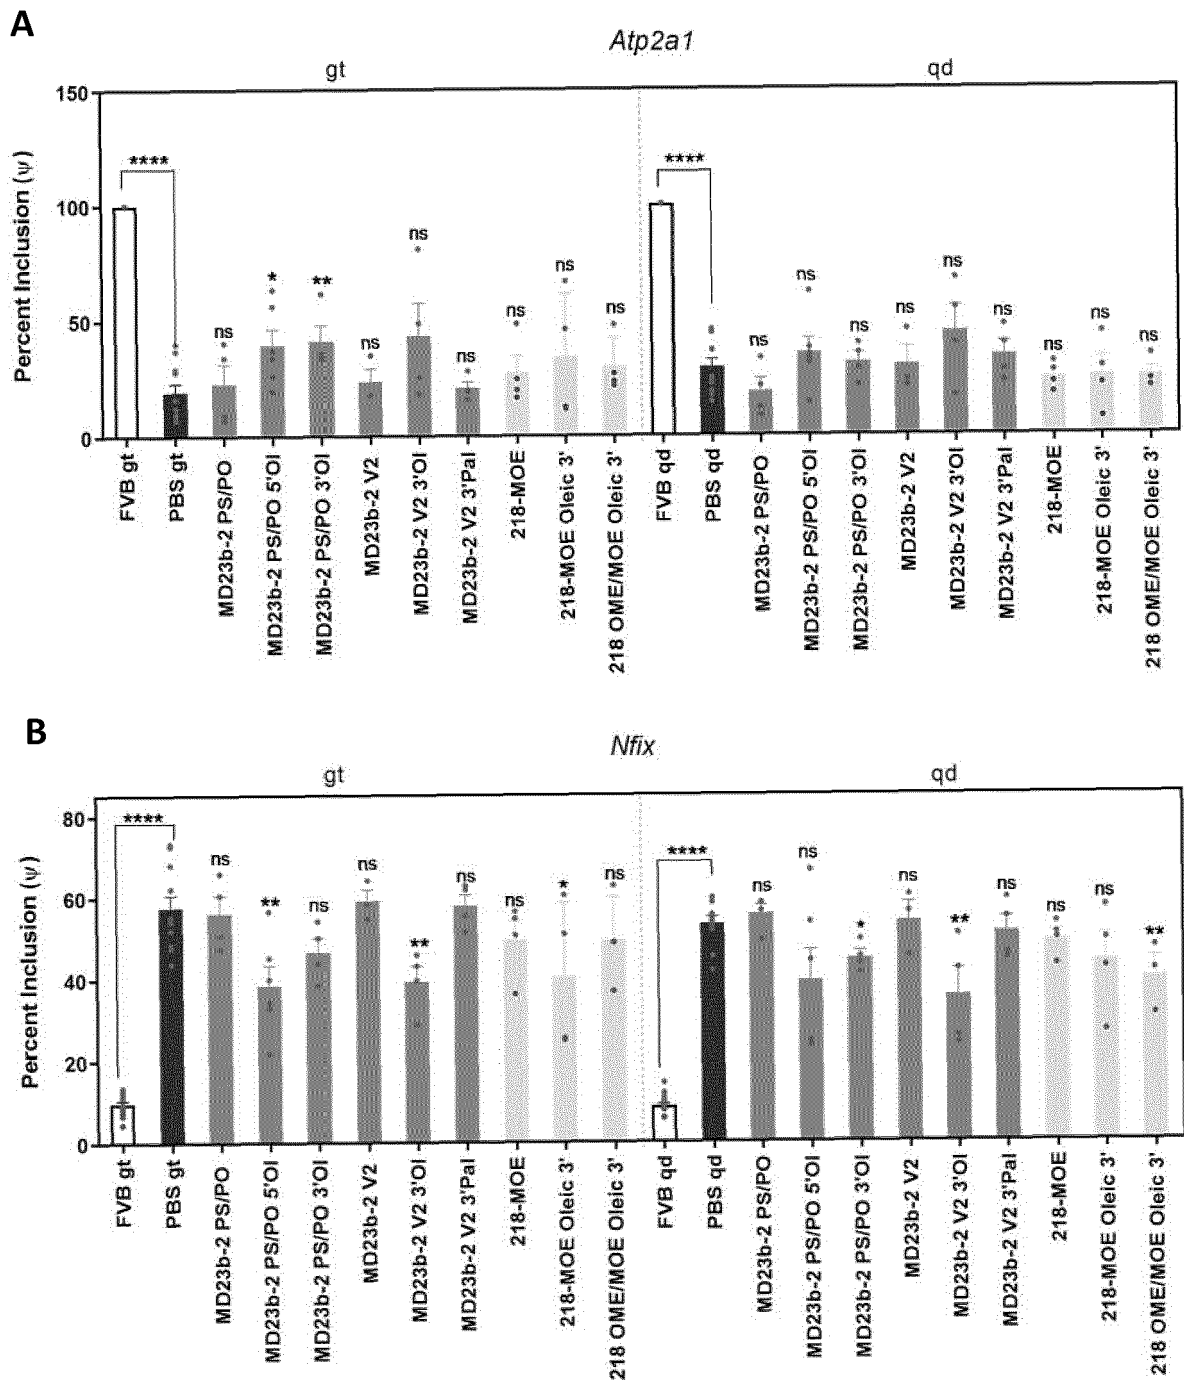 A
Atp2a1
gt
qd
150
100
50
0
Percent Inclusion (ψ)
****
ns
*
**
ns
ns
ns
ns
ns
ns
****
ns
ns
ns
ns
ns
ns
ns
ns
ns
FVB gt
PBS gt
MD23b-2 PS/PO
MD23b-2 PS/PO 5'Ol
MD23b-2 PS/PO 3'Ol
MD23b-2 V2
MD23b-2 V2 3'Ol
MD23b-2 V2 3'Pal
218-MOE
218-MOE Oleic 3'
218 OME/MOE Oleic 3'
FVB qd
PBS qd
MD23b-2 PS/PO
MD23b-2 PS/PO 5'Ol
MD23b-2 PS/PO 3'Ol
MD23b-2 V2
MD23b-2 V2 3'Ol
MD23b-2 V2 3'Pal
218-MOE
218-MOE Oleic 3'
218 OME/MOE Oleic 3'
B
Nfix
gt
qd
80
60
40
20
0
Percent Inclusion (ψ)
****
ns
**
ns
ns
**
ns
ns
*
ns
****
ns
ns
*
ns
**
ns
ns
ns
**
FVB gt
PBS gt
MD23b-2 PS/PO
MD23b-2 PS/PO 5'Ol
MD23b-2 PS/PO 3'Ol
MD23b-2 V2
MD23b-2 V2 3'Ol
MD23b-2 V2 3'Pal
218-MOE
218-MOE Oleic 3'
218 OME/MOE Oleic 3'
FVB qd
PBS qd
MD23b-2 PS/PO
MD23b-2 PS/PO 5'Ol
MD23b-2 PS/PO 3'Ol
MD23b-2 V2
MD23b-2 V2 3'Ol
MD23b-2 V2 3'Pal
218-MOE
218-MOE Oleic 3'
218 OME/MOE Oleic 3'